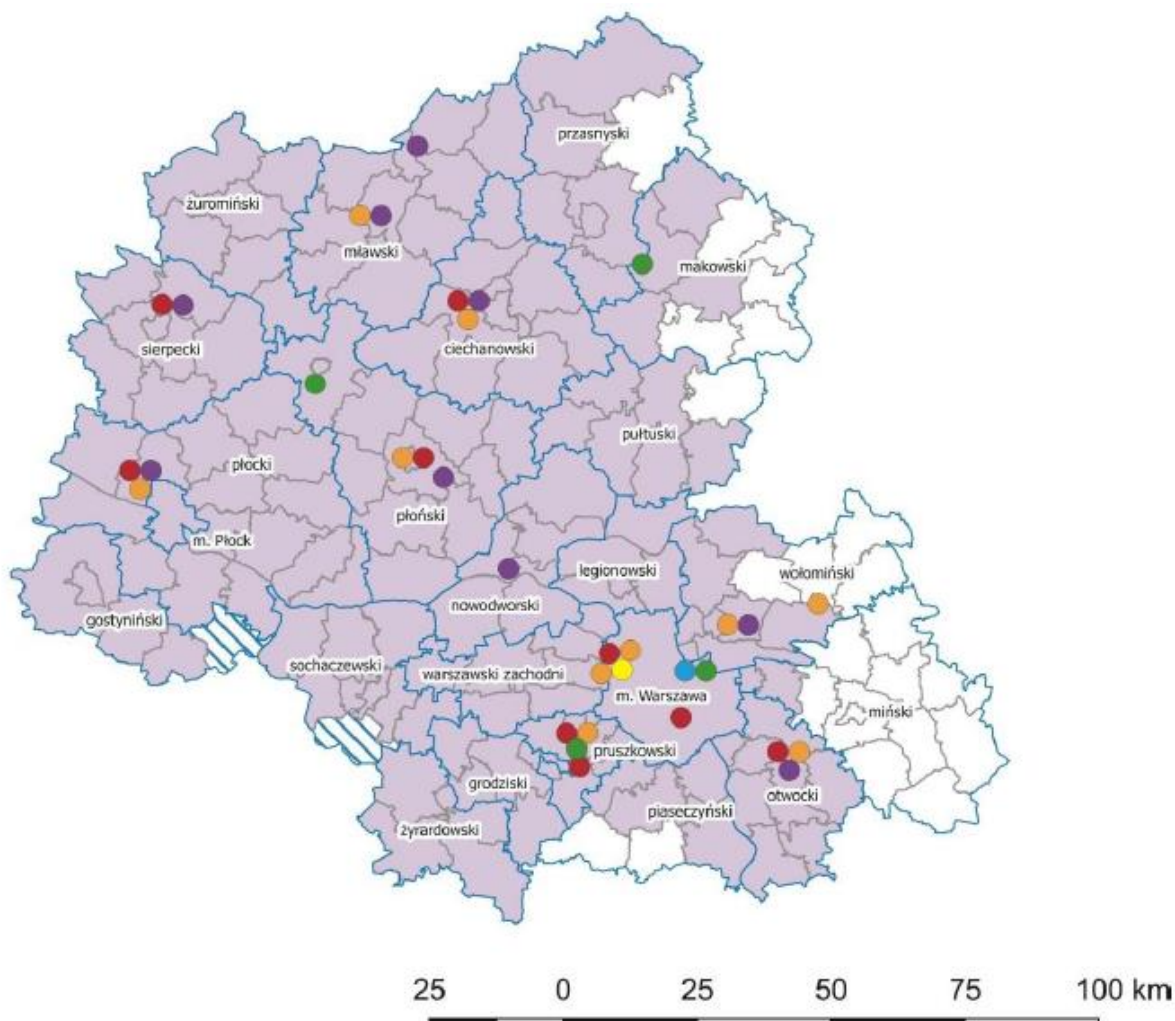 przasnyski
żuromiński
mławski
makowski
sierpecki
ciechanowski
pułtuski
płocki
płoński
m. Płock
legionowski
wołomiński
nowodworski
gostyniński
sochaczewski
warszawski zachodni
m. Warszawa
miński
pruszkowski
grodziski
otwocki
piaseczyński
żyrardowski
25 0 25 50 75 100 km